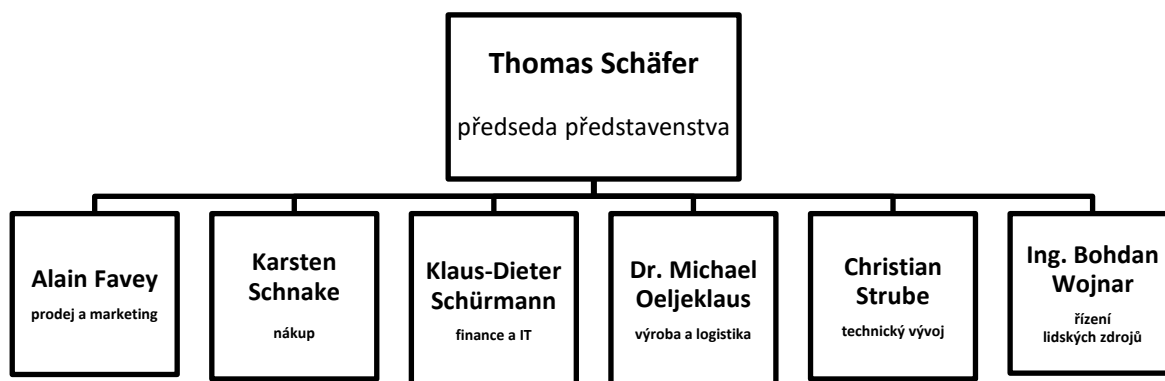 Thomas Schäfer
předseda představenstva
Alain Favey
prodej a marketing
Karsten
Schnake
nákup
Klaus-Dieter
Schürmann
finance a IT
Dr. Michael
Oeljeklaus
výroba a logistika
Christian
Strube
technický vývoj
Ing. Bohdan
Wojnar
řízení
lidských zdrojů